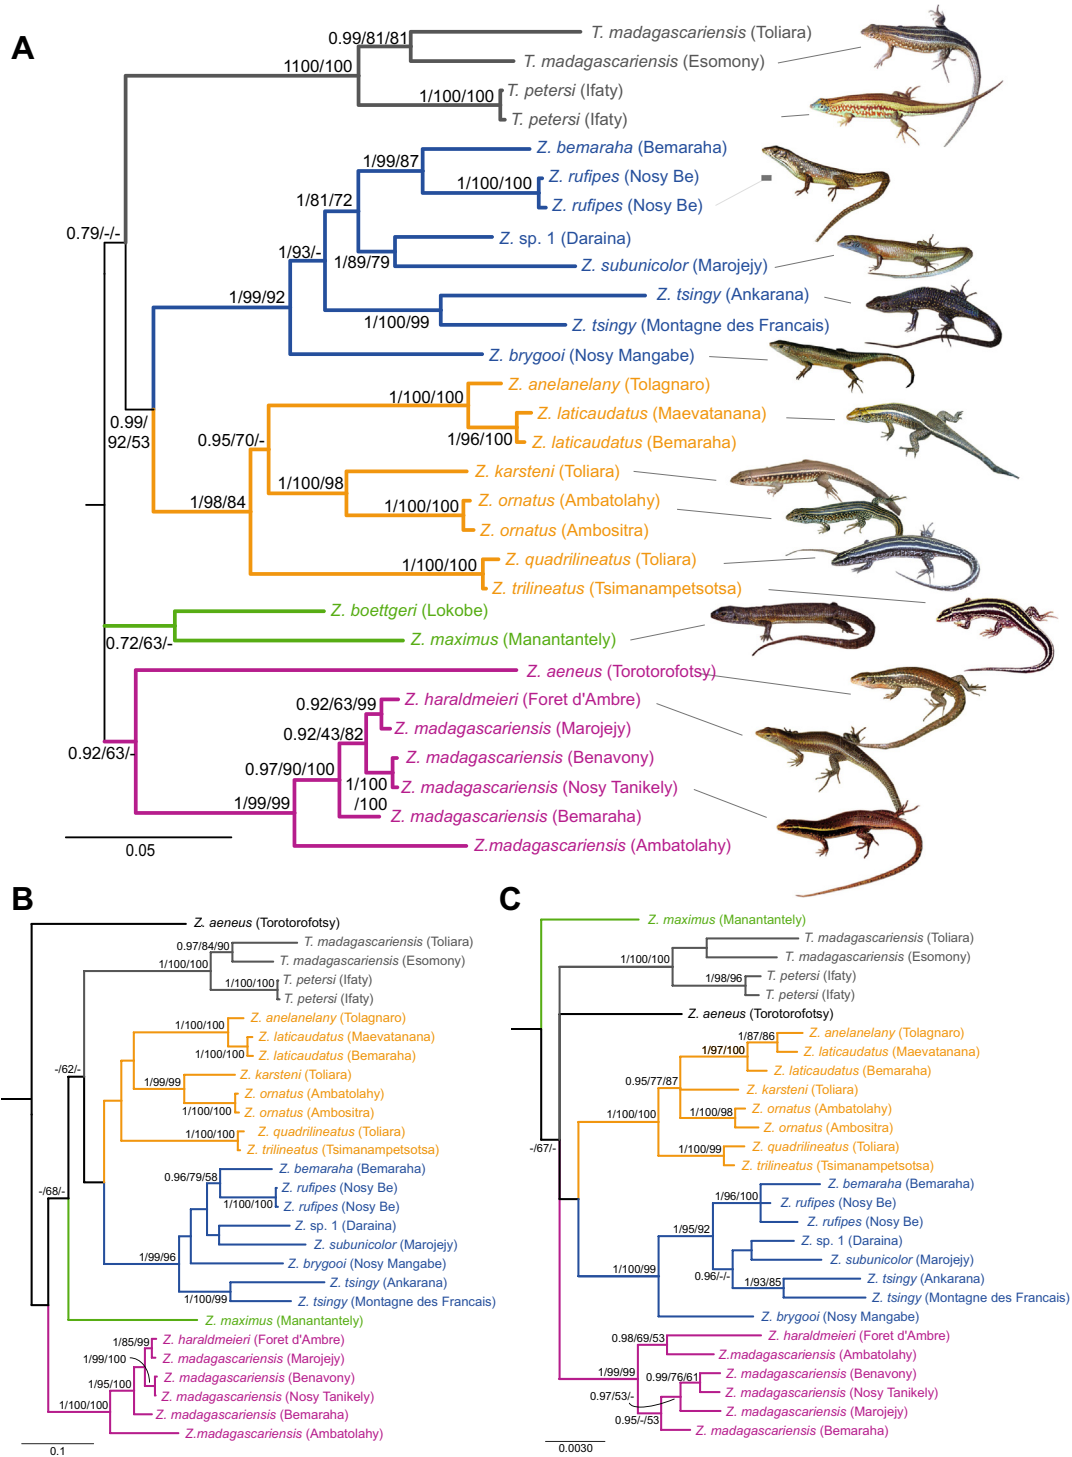 A
0.99/81/81
T. madagascariensis (Toliara)
T. madagascariensis (Esomony)
1100/100
T. petersi (Ifaty)
1/100/100
T. petersi (Ifaty)
Z. bemaraha (Bemaraha)
1/99/87
Z. rufipes (Nosy Be)
1/100/100
Z. rufipes (Nosy Be)
1/81/72
0.79/-/-
Z. sp. 1 (Daraina)
1/93/-
1/89/79
Z. subunicolor (Marojejy)
1/99/92
Z. tsingy (Ankarana)
1/100/99
Z. tsingy (Montagne des Francais)
Z. brygooi (Nosy Mangabe)
Z. anelanelany (Tolagnaro)
1/100/100
0.99/
92/53
Z. laticaudatus (Maevatanana)
0.95/70/-
1/96/100
Z. laticaudatus (Bemaraha)
Z. karsteni (Toliara)
1/100/98
1/98/84
Z. ornatus (Ambatolahy)
1/100/100
Z. ornatus (Ambositra)
Z. quadrilineatus (Toliara)
1/100/100
Z. trilineatus (Tsimanampetsotsa)
Z. boettgeri (Lokobe)
0.72/63/-
Z. maximus (Manantantely)
Z. aeneus (Torotorofotsy)
0.92/63/99
Z. haraldmeieri (Foret d'Ambre)
0.92/43/82
Z. madagascariensis (Marojejy)
0.92/63/-
Z. madagascariensis (Benavony)
0.97/90/100
1/100
/100
Z. madagascariensis (Nosy Tanikely)
1/99/99
Z. madagascariensis (Bemaraha)
Z.madagascariensis (Ambatolahy)
0.05
B
Z. aeneus (Torotorofotsy)
0.97/84/90
T. madagascariensis (Toliara)
1/100/100
T. madagascariensis (Esomony)
1/100/100
T. petersi (Ifaty)
T. petersi (Ifaty)
Z. anelanelany (Tolagnaro)
1/100/100
Z. laticaudatus (Maevatanana)
1/100/100
Z. laticaudatus (Bemaraha)
-/62/-
Z. karsteni (Toliara)
1/99/99
Z. ornatus (Ambatolahy)
1/100/100
Z. ornatus (Ambositra)
1/100/100
Z. quadrilineatus (Toliara)
Z. trilineatus (Tsimanampetsotsa)
0.96/79/58
Z. bemaraha (Bemaraha)
-/68/-
Z. rufipes (Nosy Be)
1/100/100
Z. rufipes (Nosy Be)
Z. sp. 1 (Daraina)
Z. subunicolor (Marojejy)
1/99/96
Z. brygooi (Nosy Mangabe)
Z. tsingy (Ankarana)
1/100/99
Z. tsingy (Montagne des Francais)
Z. maximus (Manantantely)
1/85/99
Z. haraldmeieri (Foret d'Ambre)
1/99/100
Z. madagascariensis (Marojejy)
Z. madagascariensis (Benavony)
1/95/100
Z. madagascariensis (Nosy Tanikely)
1/100/100
Z. madagascariensis (Bemaraha)
Z.madagascariensis (Ambatolahy)
0.1
C
Z. maximus (Manantantely)
T. madagascariensis (Toliara)
T. madagascariensis (Esomony)
1/100/100
T. petersi (Ifaty)
1/98/96
T. petersi (Ifaty)
Z. aeneus (Torotorofotsy)
1/87/86
Z. anelanelany (Tolagnaro)
1/97/100
Z. laticaudatus (Maevatanana)
Z. laticaudatus (Bemaraha)
0.95/77/87
Z. karsteni (Toliara)
1/100/100
Z. ornatus (Ambatolahy)
1/100/98
Z. ornatus (Ambositra)
-/67/-
Z. quadrilineatus (Toliara)
1/100/99
Z. trilineatus (Tsimanampetsotsa)
Z. bemaraha (Bemaraha)
1/96/100
Z. rufipes (Nosy Be)
Z. rufipes (Nosy Be)
1/95/92
Z. sp. 1 (Daraina)
Z. subunicolor (Marojejy)
1/100/99
0.96/-/-
Z. tsingy (Ankarana)
1/93/85
Z. tsingy (Montagne des Francais)
Z. brygooi (Nosy Mangabe)
0.98/69/53
Z. haraldmeieri (Foret d'Ambre)
Z.madagascariensis (Ambatolahy)
1/99/99
0.99/76/61
Z. madagascariensis (Benavony)
0.97/53/-
Z. madagascariensis (Nosy Tanikely)
Z. madagascariensis (Marojejy)
0.95/-/53
Z. madagascariensis (Bemaraha)
0.0030